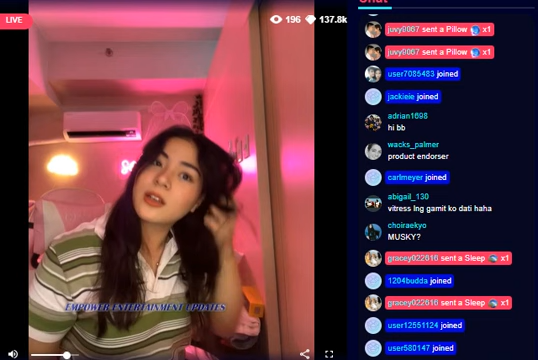 LIVE
196 137.8k
Chat
juvy9067 sent a Pillow x1
juvy9067 sent a Pillow x1
user7085483 joined
jackieie joined
adrian1698
hi bb
wacks_palmer
product endorser
carlmeyer joined
abigail_130
vitress lng gamit ko dati haha
choiraekyo
MUSKY?
gracey022616 sent a Sleep x1
1204budda joined
gracey022616 sent a Sleep x1
user12551124 joined
user580147 joined
EMPOWER ENTERTAINMENT UPDATES